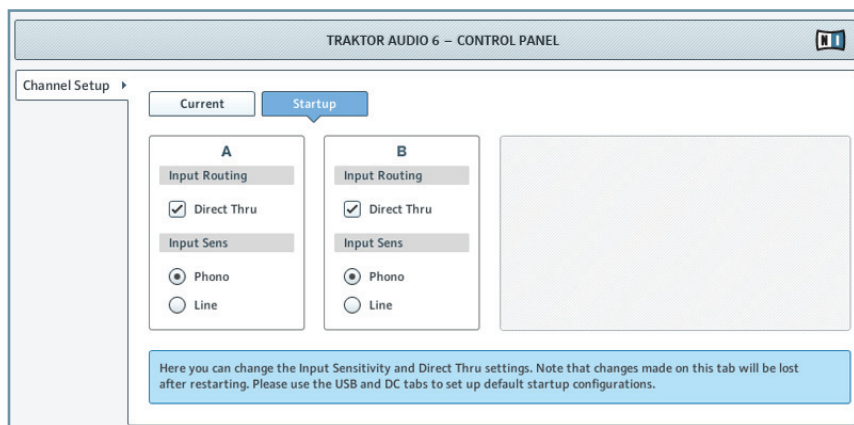 TRAKTOR AUDIO 6 – CONTROL PANEL
NI
Channel Setup
Current
Startup
A
Input Routing
Direct Thru
Input Sens
Phono
Line
B
Input Routing
Direct Thru
Input Sens
Phono
Line
Here you can change the Input Sensitivity and Direct Thru settings. Note that changes made on this tab will be lost
after restarting. Please use the USB and DC tabs to set up default startup configurations.